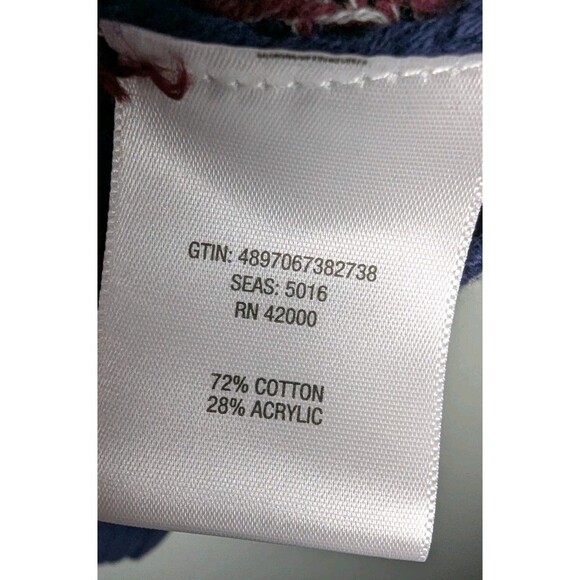 GTIN: 4897067382738
SEAS: 5016
RN 42000
72% COTTON
28% ACRYLIC